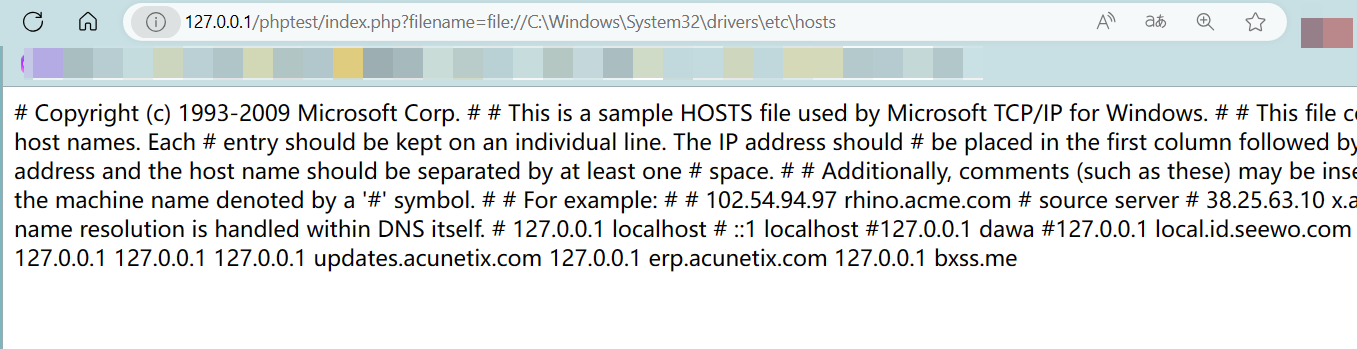 127.0.0.1/phptest/index.php?filename=file://C:\Windows\System32\drivers\etc\hosts
# Copyright (c) 1993-2009 Microsoft Corp. # # This is a sample HOSTS file used by Microsoft TCP/IP for Windows. # # This file
host names. Each # entry should be kept on an individual line. The IP address should # be placed in the first column followed by
address and the host name should be separated by at least one # space. # # Additionally, comments (such as these) may be
the machine name denoted by a '#' symbol. # # For example: # # 102.54.94.97 rhino.acme.com # source server # 38.25.63.10
name resolution is handled within DNS itself. # 127.0.0.1 localhost # ::1 localhost #127.0.0.1 dawa #127.0.0.1 local.id.seewo.com
127.0.0.1 127.0.0.1 127.0.0.1 updates.acunetix.com 127.0.0.1 erp.acunetix.com 127.0.0.1 bxss.me